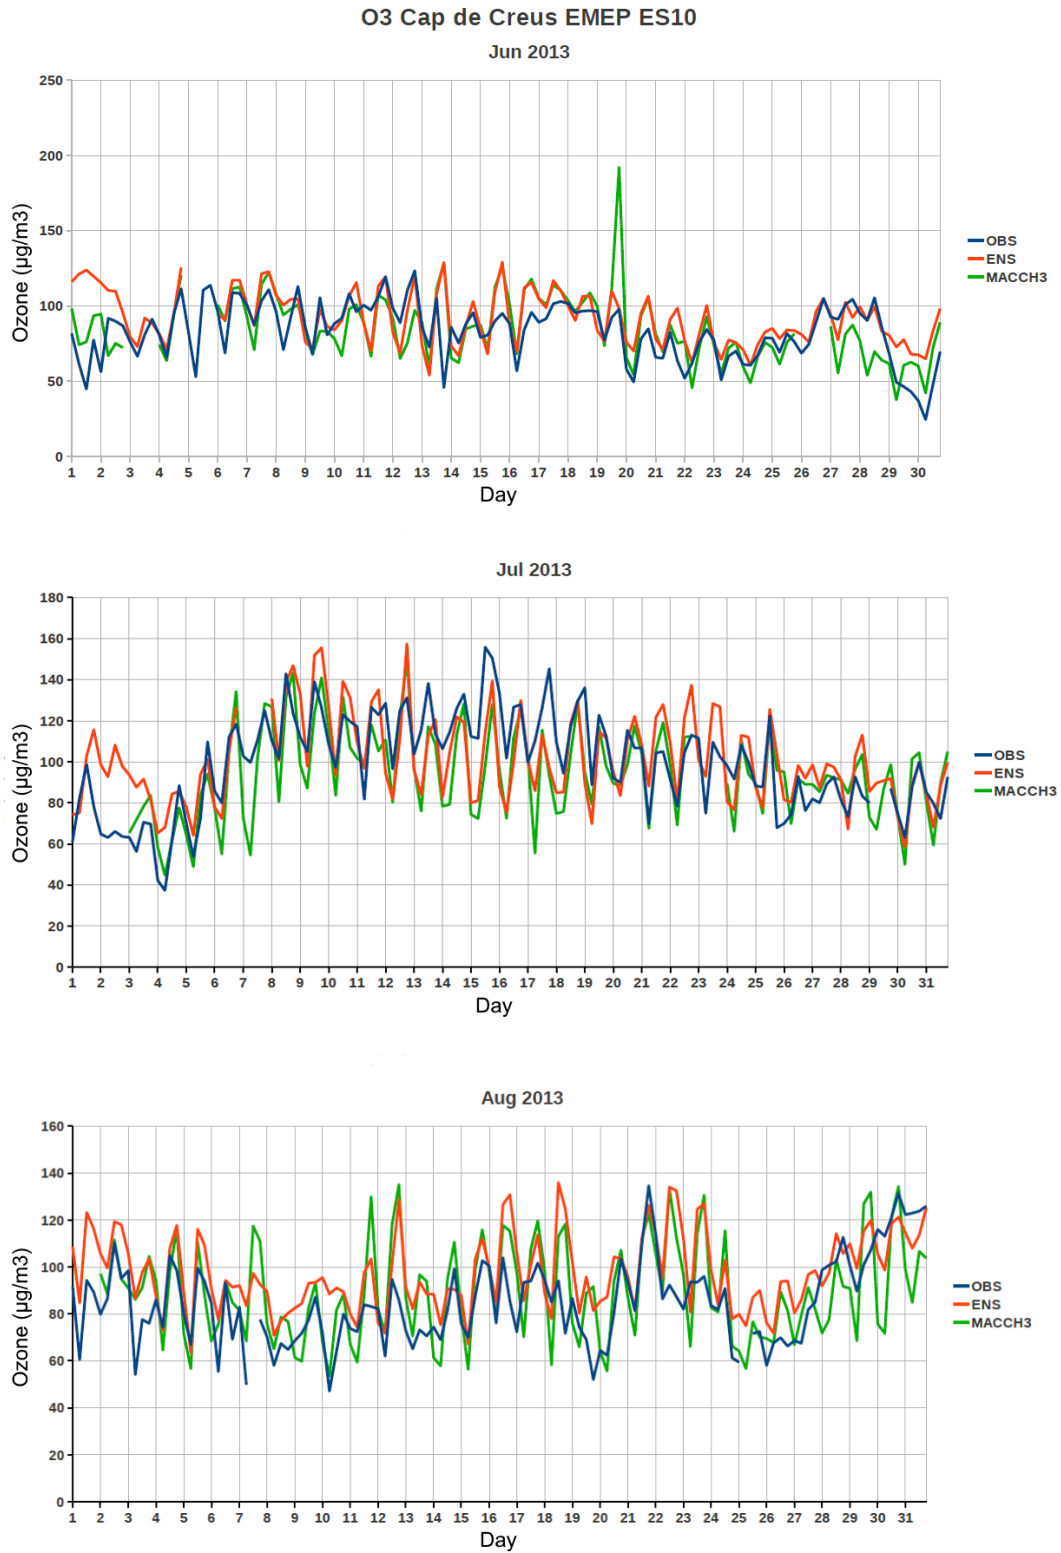 O3 Cap de Creus EMEP ES10
Jun 2013
250
200
150
100
50
0
Ozone (µg/m3)
1 2 3 4 5 6 7 8 9 10 11 12 13 14 15 16 17 18 19 20 21 22 23 24 25 26 27 28 29 30
Day
OBS
ENS
MACCH3
Jul 2013
180
160
140
120
100
80
60
40
20
0
Ozone (µg/m3)
1 2 3 4 5 6 7 8 9 10 11 12 13 14 15 16 17 18 19 20 21 22 23 24 25 26 27 28 29 30 31
Day
OBS
ENS
MACCH3
Aug 2013
160
140
120
100
80
60
40
20
0
Ozone (µg/m3)
1 2 3 4 5 6 7 8 9 10 11 12 13 14 15 16 17 18 19 20 21 22 23 24 25 26 27 28 29 30 31
Day
OBS
ENS
MACCH3